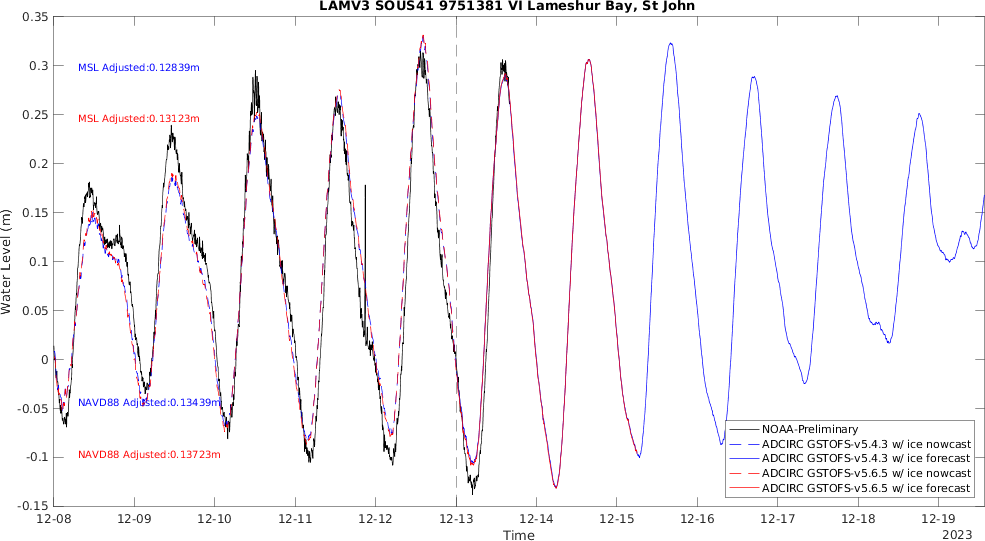 LAMV3 SOUS41 9751381 VI Lameshur Bay, St John
0.35
0.3
0.25
0.2
0.15
0.1
0.05
0
-0.05
-0.1
-0.15
Water Level (m)
MSL Adjusted:0.12839m
MSL Adjusted:0.13123m
NAVD88 Adjusted:0.13439m
NAVD88 Adjusted:0.13723m
NOAA-Preliminary
ADCIRC GSTOFS-v5.4.3 w/ ice nowcast
ADCIRC GSTOFS-v5.4.3 w/ ice forecast
ADCIRC GSTOFS-v5.6.5 w/ ice nowcast
ADCIRC GSTOFS-v5.6.5 w/ ice forecast
12-08 12-09 12-10 12-11 12-12 12-13 12-14 12-15 12-16 12-17 12-18 12-19
Time
2023